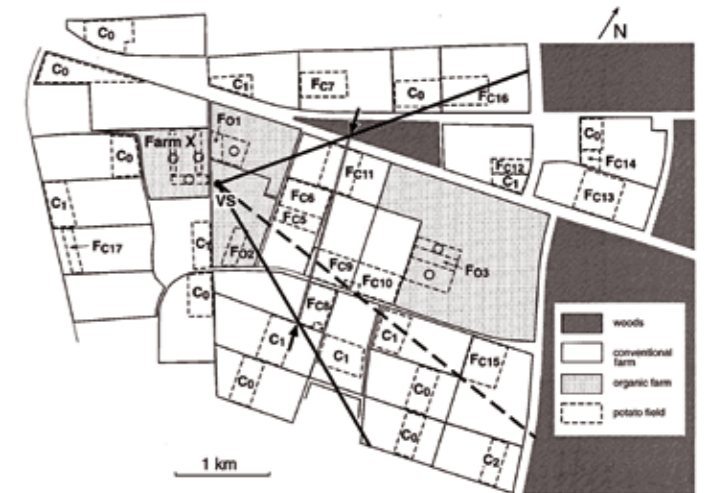 C0
N
C0
C1
FC7
C0
FC16
FO1
Farm X
C0
C0
FC14
FC12
C1
FC11
FC13
C1
VS
FC6
FC5
FC17
C1
FO2
FC9
FC10
FO3
C0
FC8
C1
C1
C1
FC15
C0
C0
C0
C2
woods
conventional
farm
organic farm
potato field
1 km